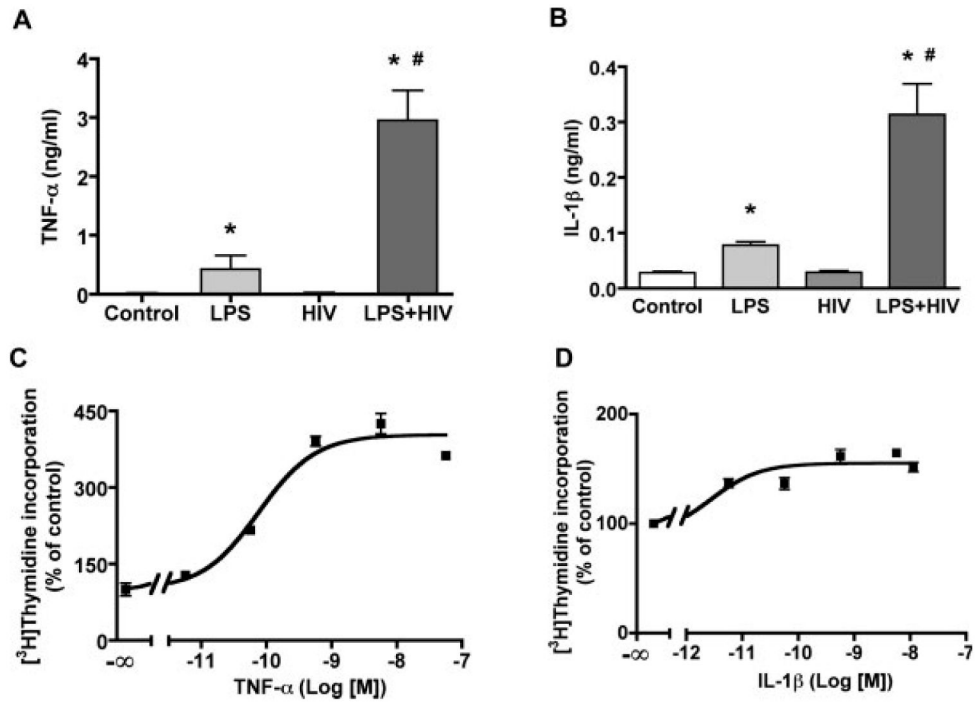 A
TNF-α (ng/ml)
4
3
2
1
0
* 
* #
Control LPS HIV LPS+HIV
B
IL-1β (ng/ml)
0.4
0.3
0.2
0.1
0.0
*
* #
Control LPS HIV LPS+HIV
C
[³H]Thymidine incorporation
(% of control)
450
300
150
0
-∞ -11 -10 -9 -8 -7
TNF-α (Log [M])
D
[³H]Thymidine incorporation
(% of control)
200
100
0
-∞ -12 -11 -10 -9 -8 -7
IL-1β (Log [M])